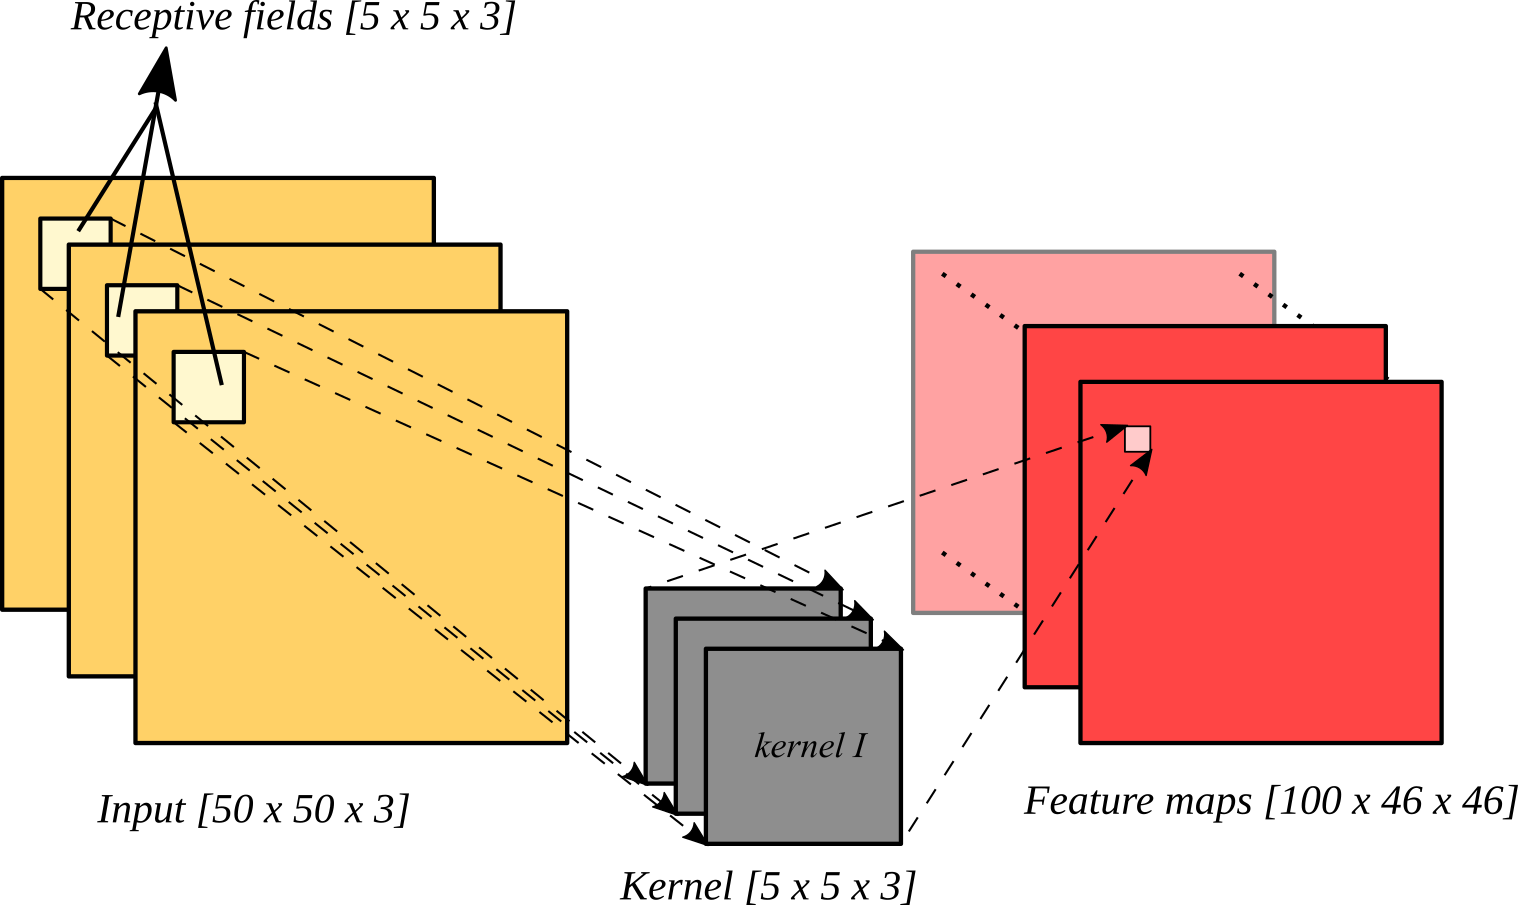 Receptive fields [5 x 5 x 3]
kernel I
Input [50 x 50 x 3]
Feature maps [100 x 46 x 46]
Kernel [5 x 5 x 3]